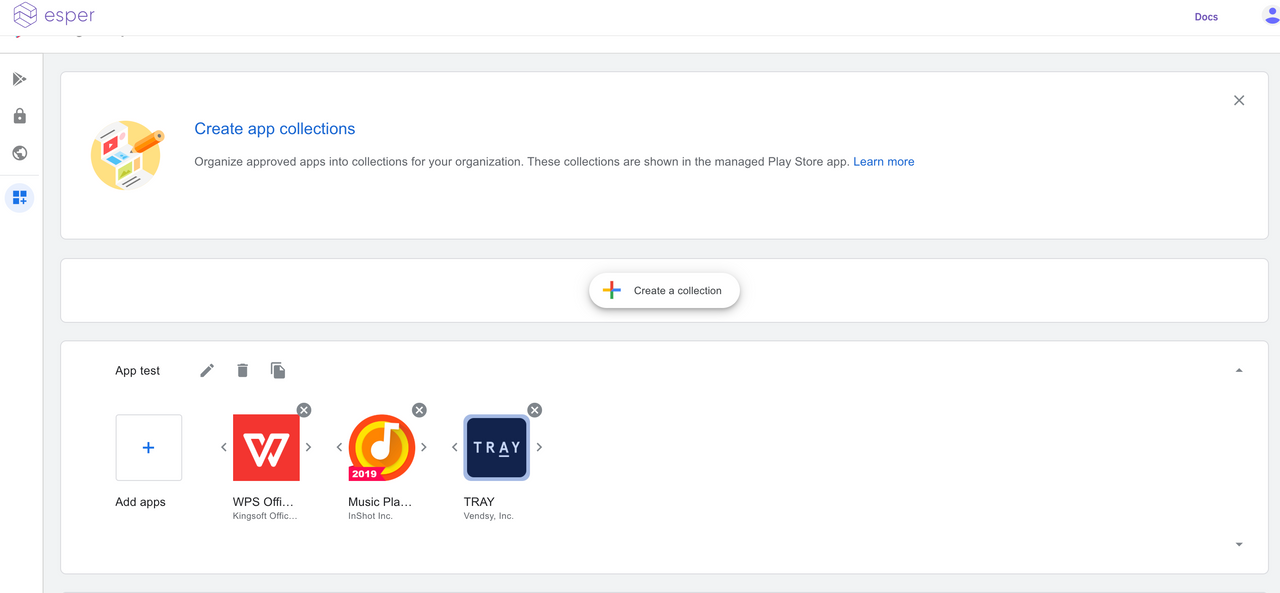 esper
Docs
Create app collections
Organize approved apps into collections for your organization. These collections are shown in the managed Play Store app. Learn more
Create a collection
App test
2019
TRAY
Add apps
WPS Offi...
Music Pla...
TRAY
Kingsoft Offic...
InShot Inc.
Vendsy, Inc.